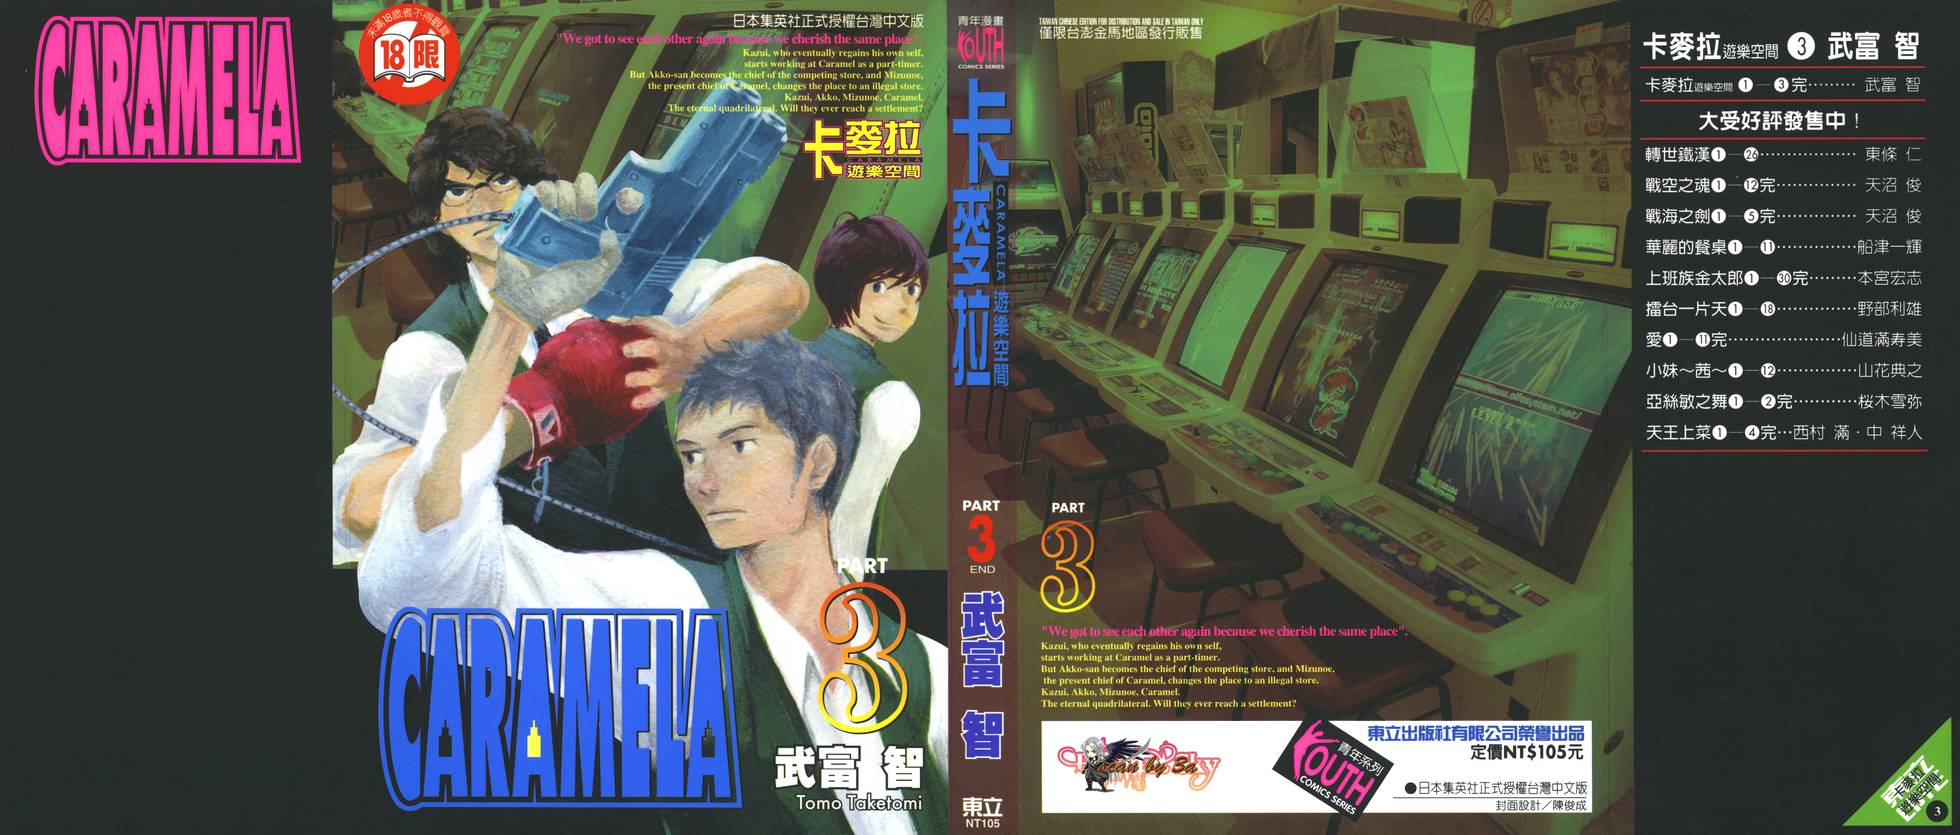 CARAMELA
未滿18歲者不得觀覽
18限
日本集英社正式授權台灣中文版
"We got to see each other again because we cherish the same place".
Kazui, who eventually regains his own self,
starts working at Caramel as a part-timer.
But Akko-san becomes the chief of the competing store, and Mizunoe,
the present chief of Caramel, changes the place to an illegal store.
Kazui, Akko, Mizunoe, Caramel.
The eternal quadrilateral. Will they ever reach a settlement?
卡麥拉
CARAMELA
遊樂空間
PART
3
CARAMELA
武富 智
Tomo Taketomi
青年漫畫
YOUTH
COMICS SERIES
卡麥拉
CARAMELA 遊樂空間
PART
3
END
武富 智
東立
NT105
TAIWAN CHINESE EDITION FOR DISTRIBUTION AND SALE IN TAIWAN ONLY
僅限台澎金馬地區發行販售
www.alfasystem.net/
PART
3
"We got to see each other again because we cherish the same place".
Kazui, who eventually regains his own self,
starts working at Caramel as a part-timer.
But Akko-san becomes the chief of the competing store, and Mizunoe,
the present chief of Caramel, changes the place to an illegal store.
Kazui, Akko, Mizunoe, Caramel.
The eternal quadrilateral. Will they ever reach a settlement?
scan by 3a
青年系列
YOUTH
COMICS SERIES
東立出版社有限公司榮譽出品
定價NT$105元
●日本集英社正式授權台灣中文版
封面設計／陳俊成
卡麥拉遊樂空間 3 武富 智
卡麥拉遊樂空間 1—3完········· 武富 智
大受好評發售中！
轉世鐵漢1—26·················· 東條 仁
戰空之魂1—12完··············· 天沼 俊
戰海之劍1—5完················ 天沼 俊
華麗的餐桌1—11···············船津一輝
上班族金太郎1—30完·········本宮宏志
擂台一片天1—18···············野部利雄
愛1—11完·····················仙道滿寿美
小妹～茜～1—12···············山花典之
亞絲敏之舞1—2完············桜木雪弥
天王上菜1—4完···西村 滿·中 祥人
東立
卡麥拉
遊樂空間
3